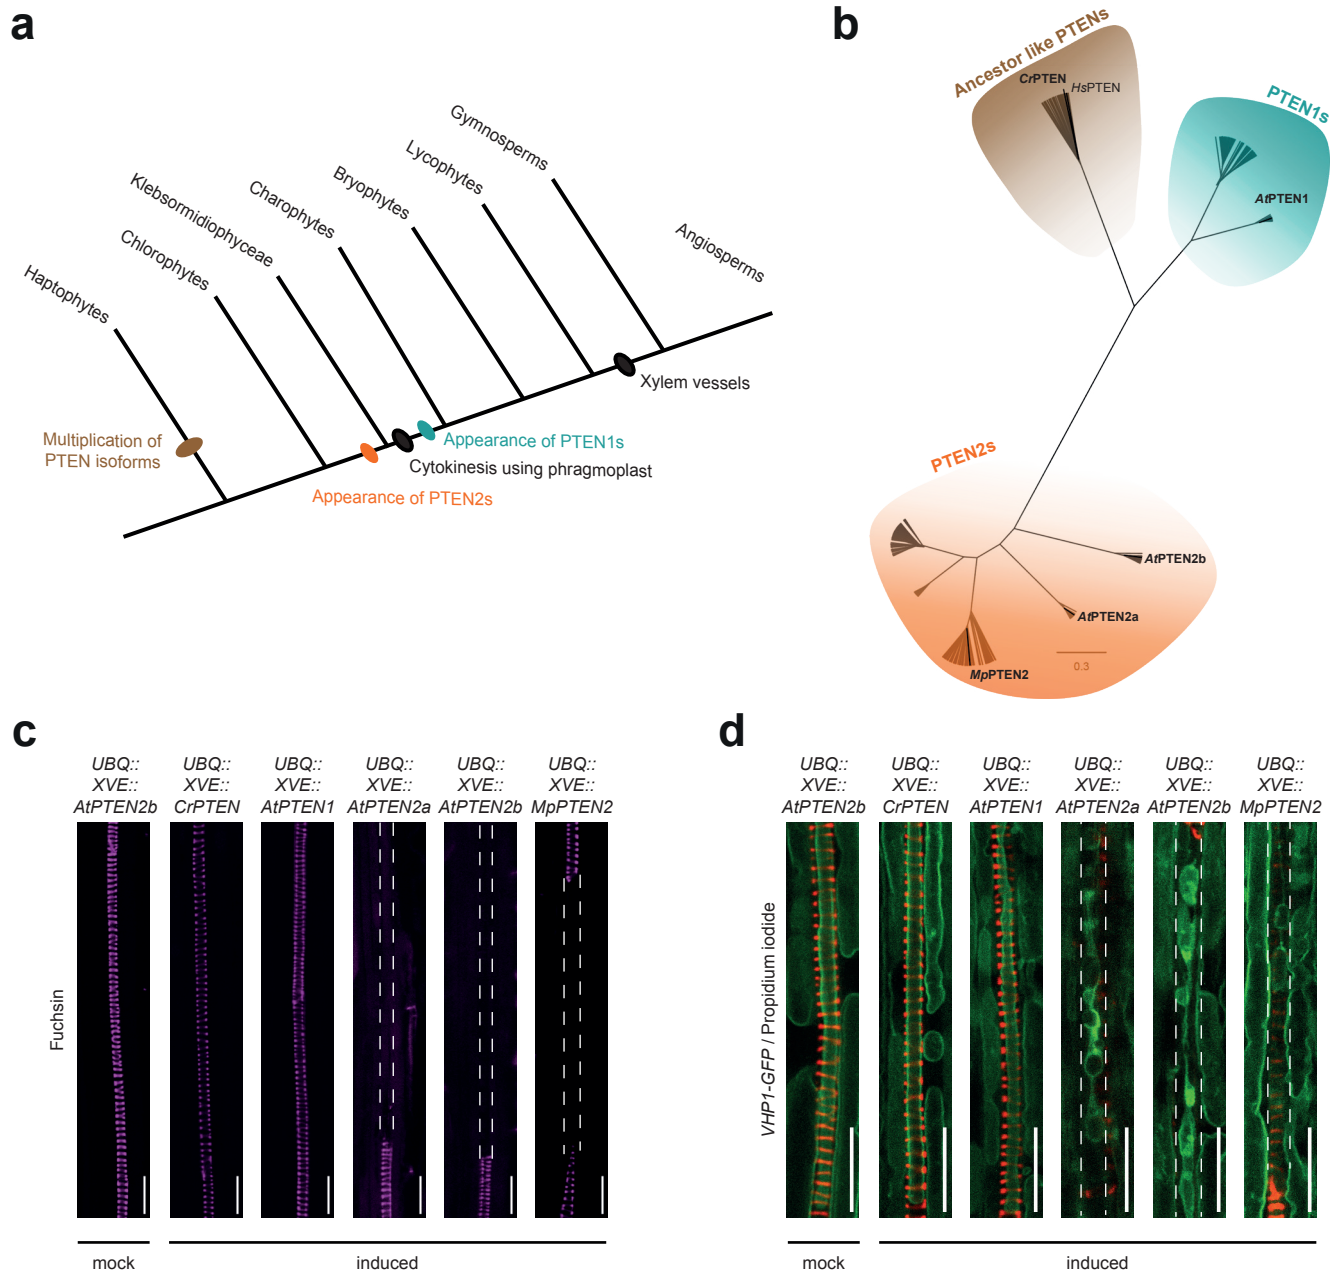 a
Gymnosperms
Lycophytes
Bryophytes
Charophytes
Klebsormidiophyceae
Chlorophytes
Haptophytes
Angiosperms
Xylem vessels
Multiplication of
PTEN isoforms
Appearance of PTEN1s
Cytokinesis using phragmoplast
Appearance of PTEN2s
b
Ancestor like PTENs
CrPTEN
HsPTEN
PTEN1s
AtPTEN1
PTEN2s
AtPTEN2b
AtPTEN2a
0.3
MpPTEN2
c
UBQ:: UBQ:: UBQ:: UBQ:: UBQ:: UBQ::
XVE:: XVE:: XVE:: XVE:: XVE:: XVE::
AtPTEN2b CrPTEN AtPTEN1 AtPTEN2a AtPTEN2b MpPTEN2
Fuchsin
mock induced
d
UBQ:: UBQ:: UBQ:: UBQ:: UBQ:: UBQ::
XVE:: XVE:: XVE:: XVE:: XVE:: XVE::
AtPTEN2b CrPTEN AtPTEN1 AtPTEN2a AtPTEN2b MpPTEN2
VHP1-GFP / Propidium iodide
mock induced